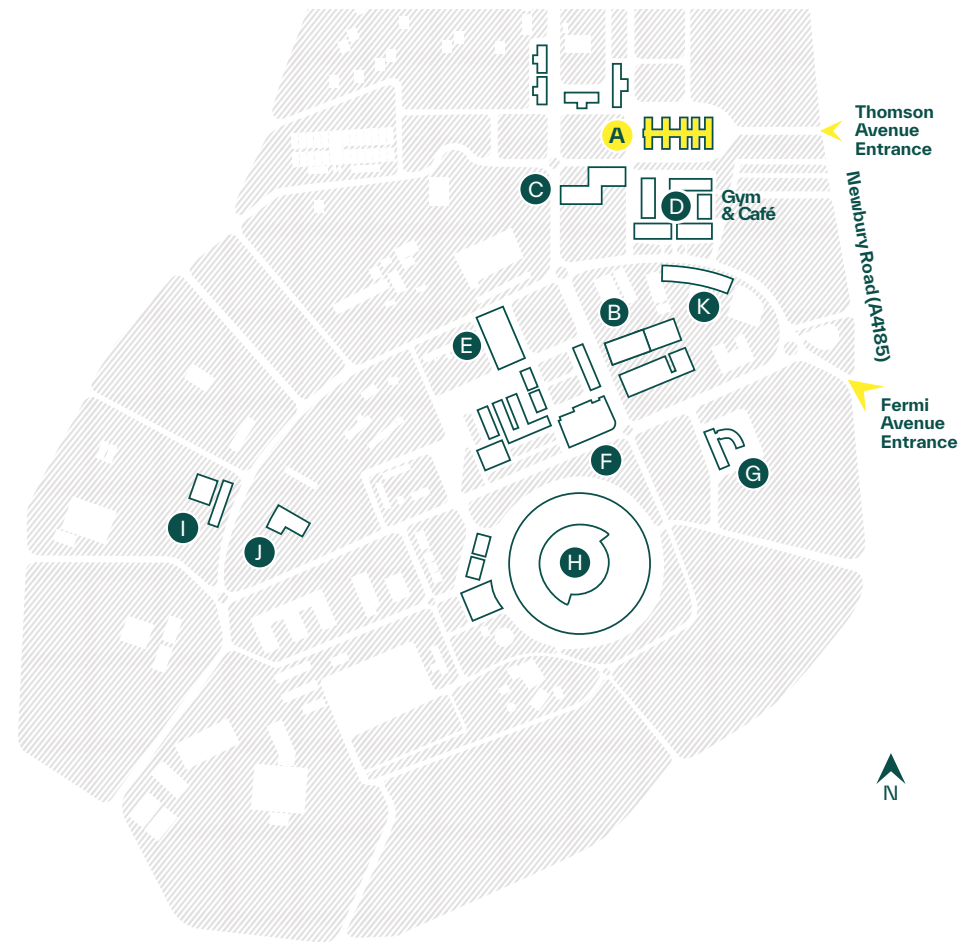 Thomson
Avenue
Entrance
A
C
D
Gym
& Café
Newbury Road (A4185)
K
B
E
Fermi
Avenue
Entrance
F
G
I
J
H
N